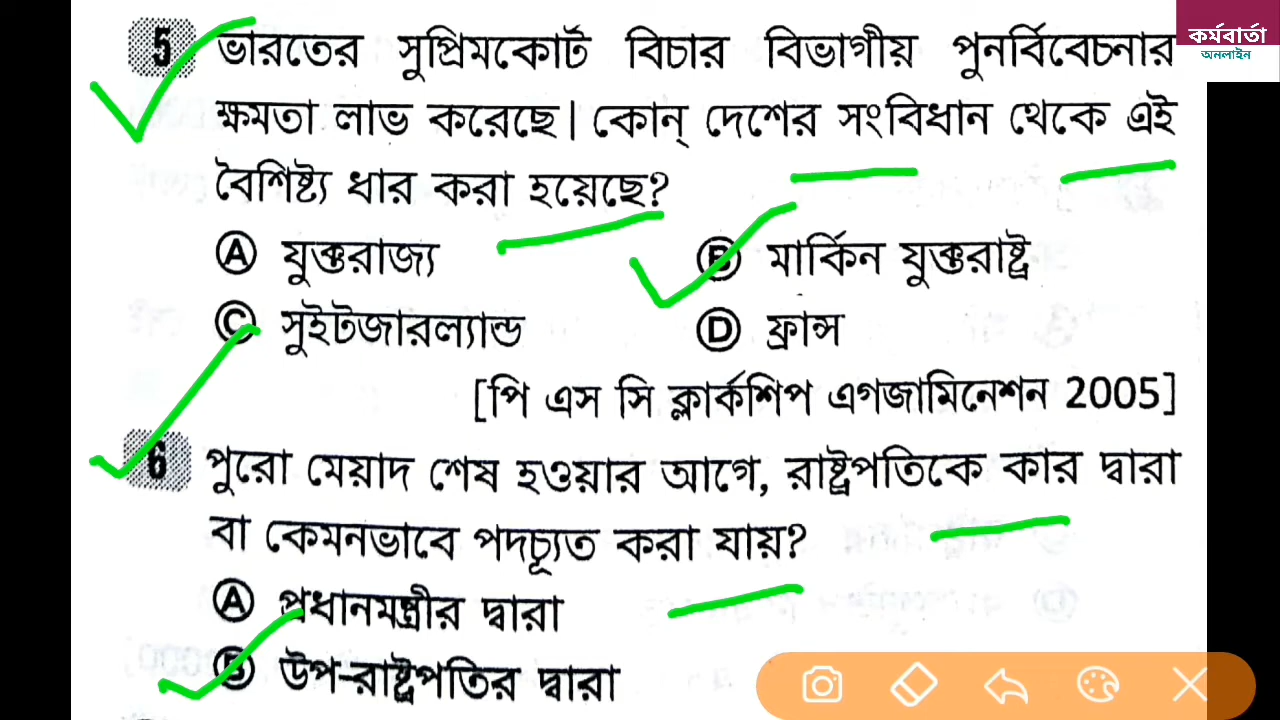 কর্মবার্তা
অনলাইন
5 ভারতের সুপ্রিমকোর্ট বিচার বিভাগীয় পুনর্বিবেচনার
ক্ষমতা লাভ করেছে। কোন্ দেশের সংবিধান থেকে এই
বৈশিষ্ট্য ধার করা হয়েছে?
Ⓐ যুক্তরাজ্য Ⓑ মার্কিন যুক্তরাষ্ট্র
Ⓒ সুইটজারল্যান্ড Ⓓ ফ্রান্স
[পি এস সি ক্লার্কশিপ এগজামিনেশন 2005]
6 পুরো মেয়াদ শেষ হওয়ার আগে, রাষ্ট্রপতিকে কার দ্বারা
বা কেমনভাবে পদচ্যূত করা যায়?
Ⓐ প্রধানমন্ত্রীর দ্বারা
Ⓑ উপ-রাষ্ট্রপতির দ্বারা